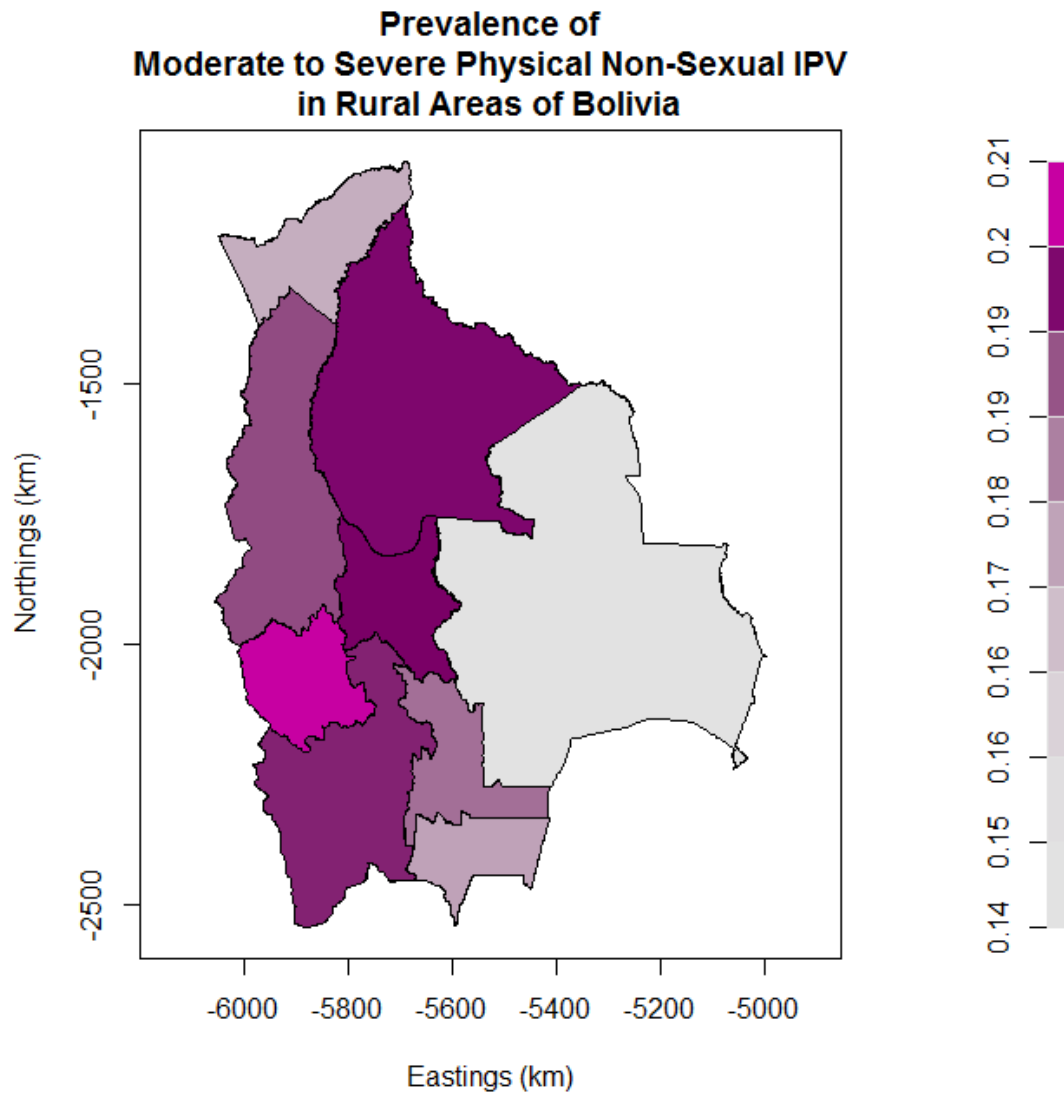 Prevalence of
Moderate to Severe Physical Non-Sexual IPV
in Rural Areas of Bolivia
Northings (km)
-1500
-2000
-2500
-6000 -5800 -5600 -5400 -5200 -5000
Eastings (km)
0.21
0.2
0.19
0.19
0.18
0.17
0.16
0.16
0.15
0.14